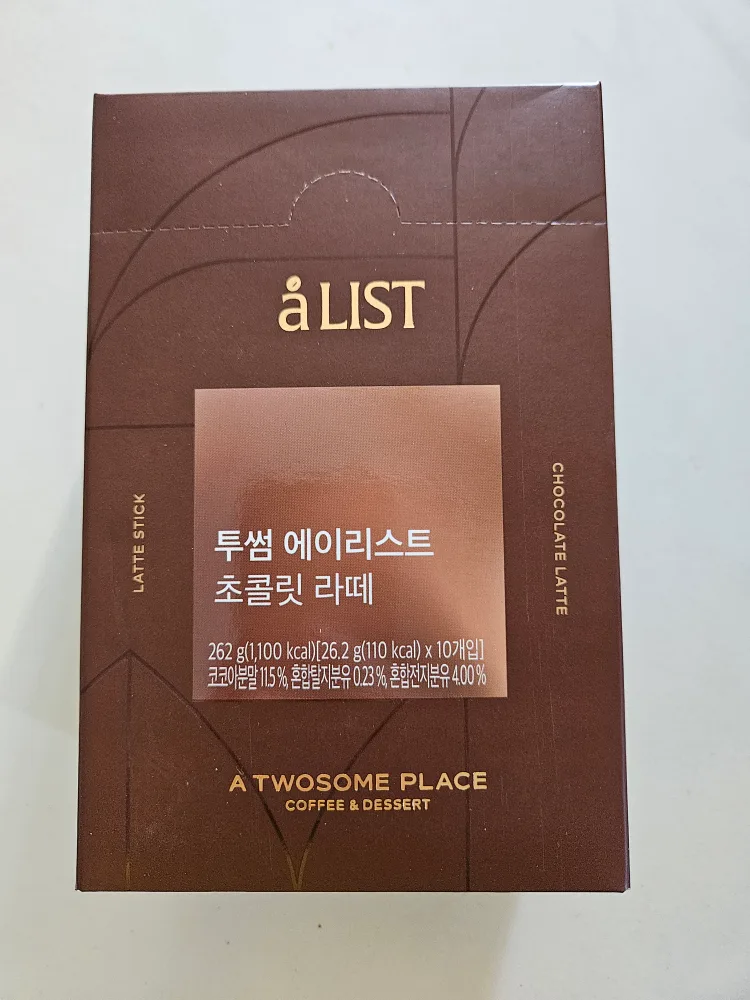 åLIST
LATTE STICK
CHOCOLATE LATTE
투썸 에이리스트
초콜릿 라떼
262 g(1,100 kcal)[26.2 g(110 kcal) x 10개입]
코코아분말 11.5 %, 혼합탈지분유 0.23 %, 혼합전지분유 4.00 %
A TWOSOME PLACE
COFFEE & DESSERT